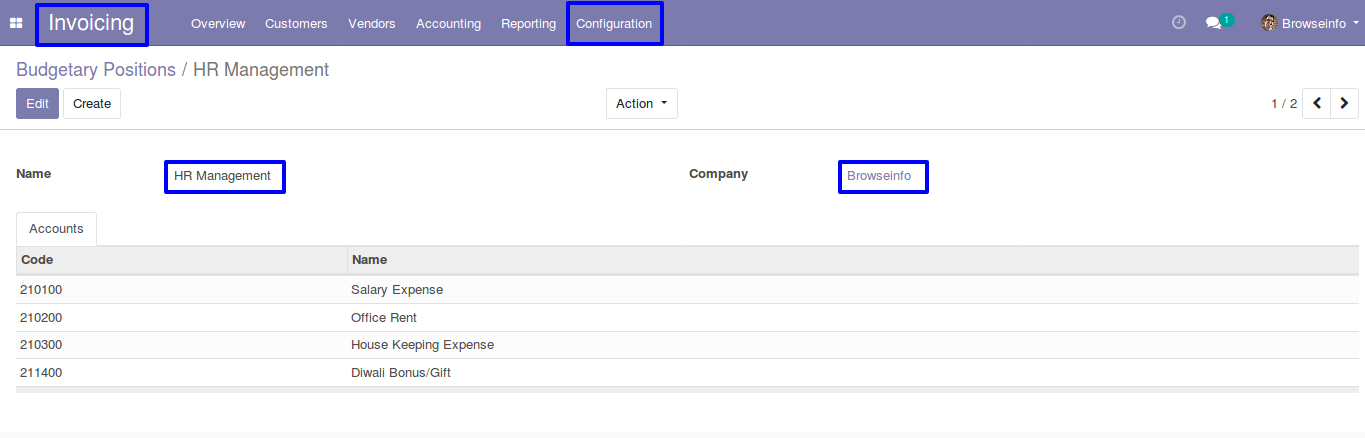 Invoicing Overview Customers Vendors Accounting Reporting Configuration 1 Browseinfo
Budgetary Positions / HR Management
Edit Create Action 1 / 2
Name HR Management Company Browseinfo
Accounts
Code Name
210100 Salary Expense
210200 Office Rent
210300 House Keeping Expense
211400 Diwali Bonus/Gift